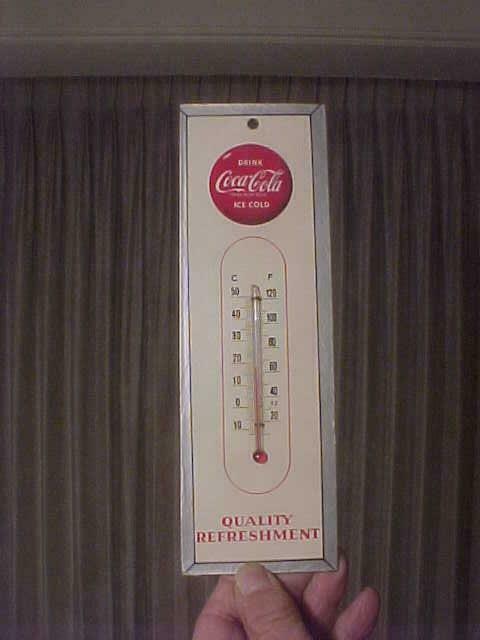 DRINK
Coca-Cola
ICE COLD
C F
50 120
40 100
30 80
20 60
10 40
0
20
10
QUALITY
REFRESHMENT